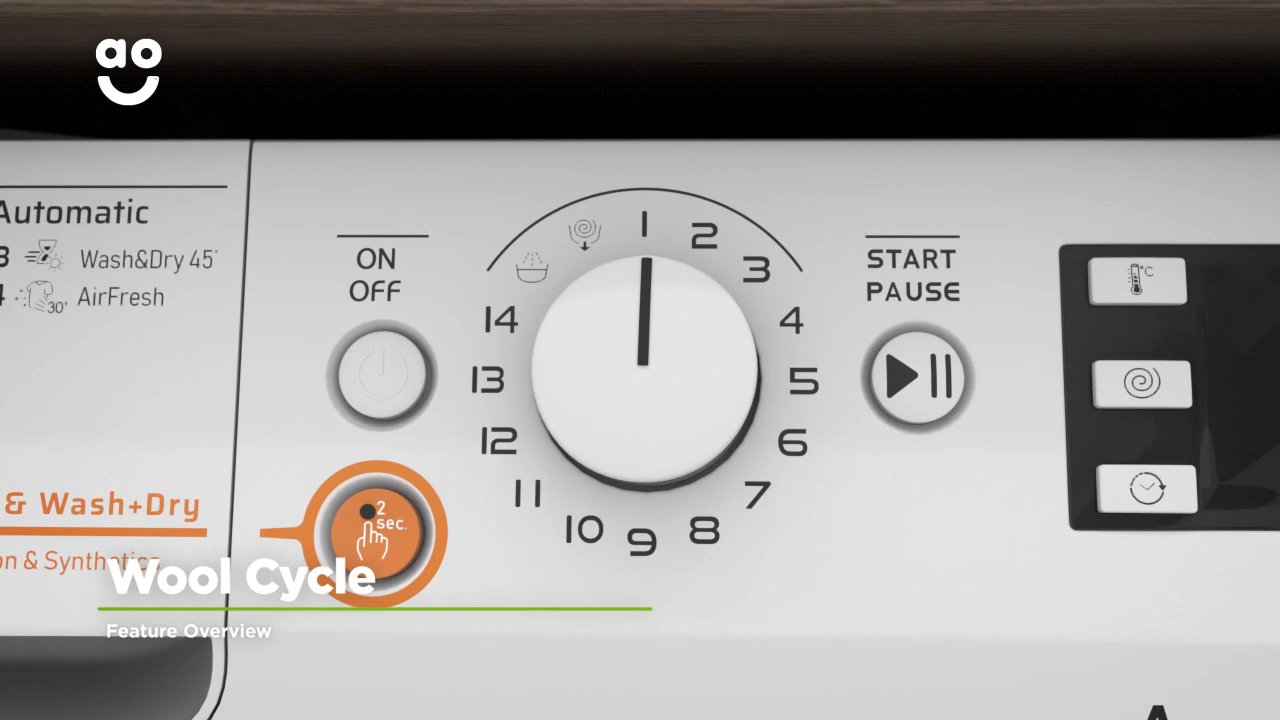 ao
Automatic
3 Wash&Dry 45'
4 AirFresh
30'
& Wash+Dry
on & Synthetics
ON
OFF
2
sec.
1
2
3
4
5
6
7
8
9
10
11
12
13
14
START
PAUSE
°C
Wool Cycle
Feature Overview